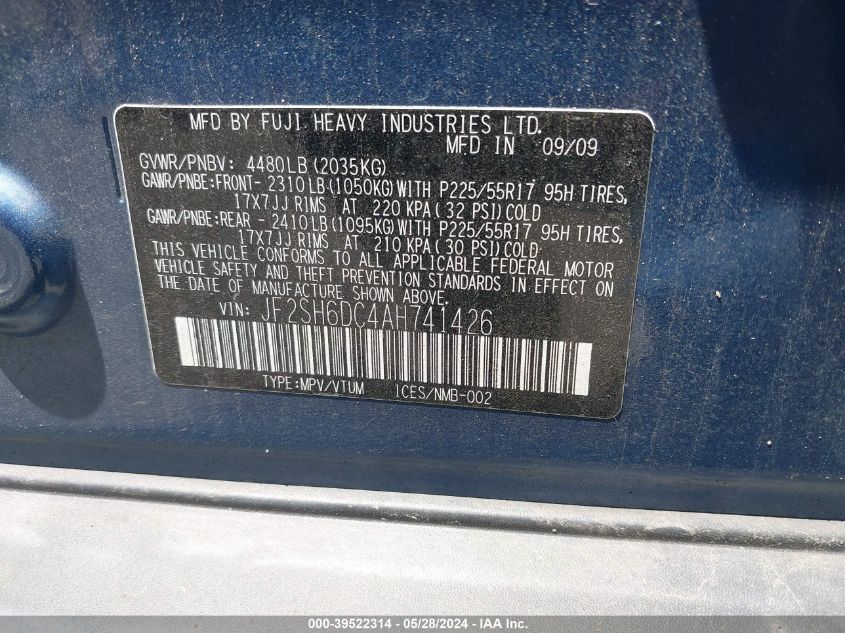 MFD BY FUJI HEAVY INDUSTRIES LTD.
MFD IN 09/09
GVWR/PNBV: 4480LB(2035KG)
GAWR/PNBE:FRONT- 2310LB(1050KG)WITH P225/55R17 95H TIRES,
17X7JJ RIMS AT 220 KPA(32 PSI)COLD
GAWR/PNBE:REAR - 2410LB(1095KG)WITH P225/55R17 95H TIRES,
17X7JJ RIMS AT 210 KPA(30 PSI)COLD
THIS VEHICLE CONFORMS TO ALL APPLICABLE FEDERAL MOTOR
VEHICLE SAFETY AND THEFT PREVENTION STANDARDS IN EFFECT ON
THE DATE OF MANUFACTURE SHOWN ABOVE.
VIN: JF2SH6DC4AH741426
TYPE:MPV/VTUM ICES/NMB-002
000-39522314 - 05/28/2024 - IAA Inc.